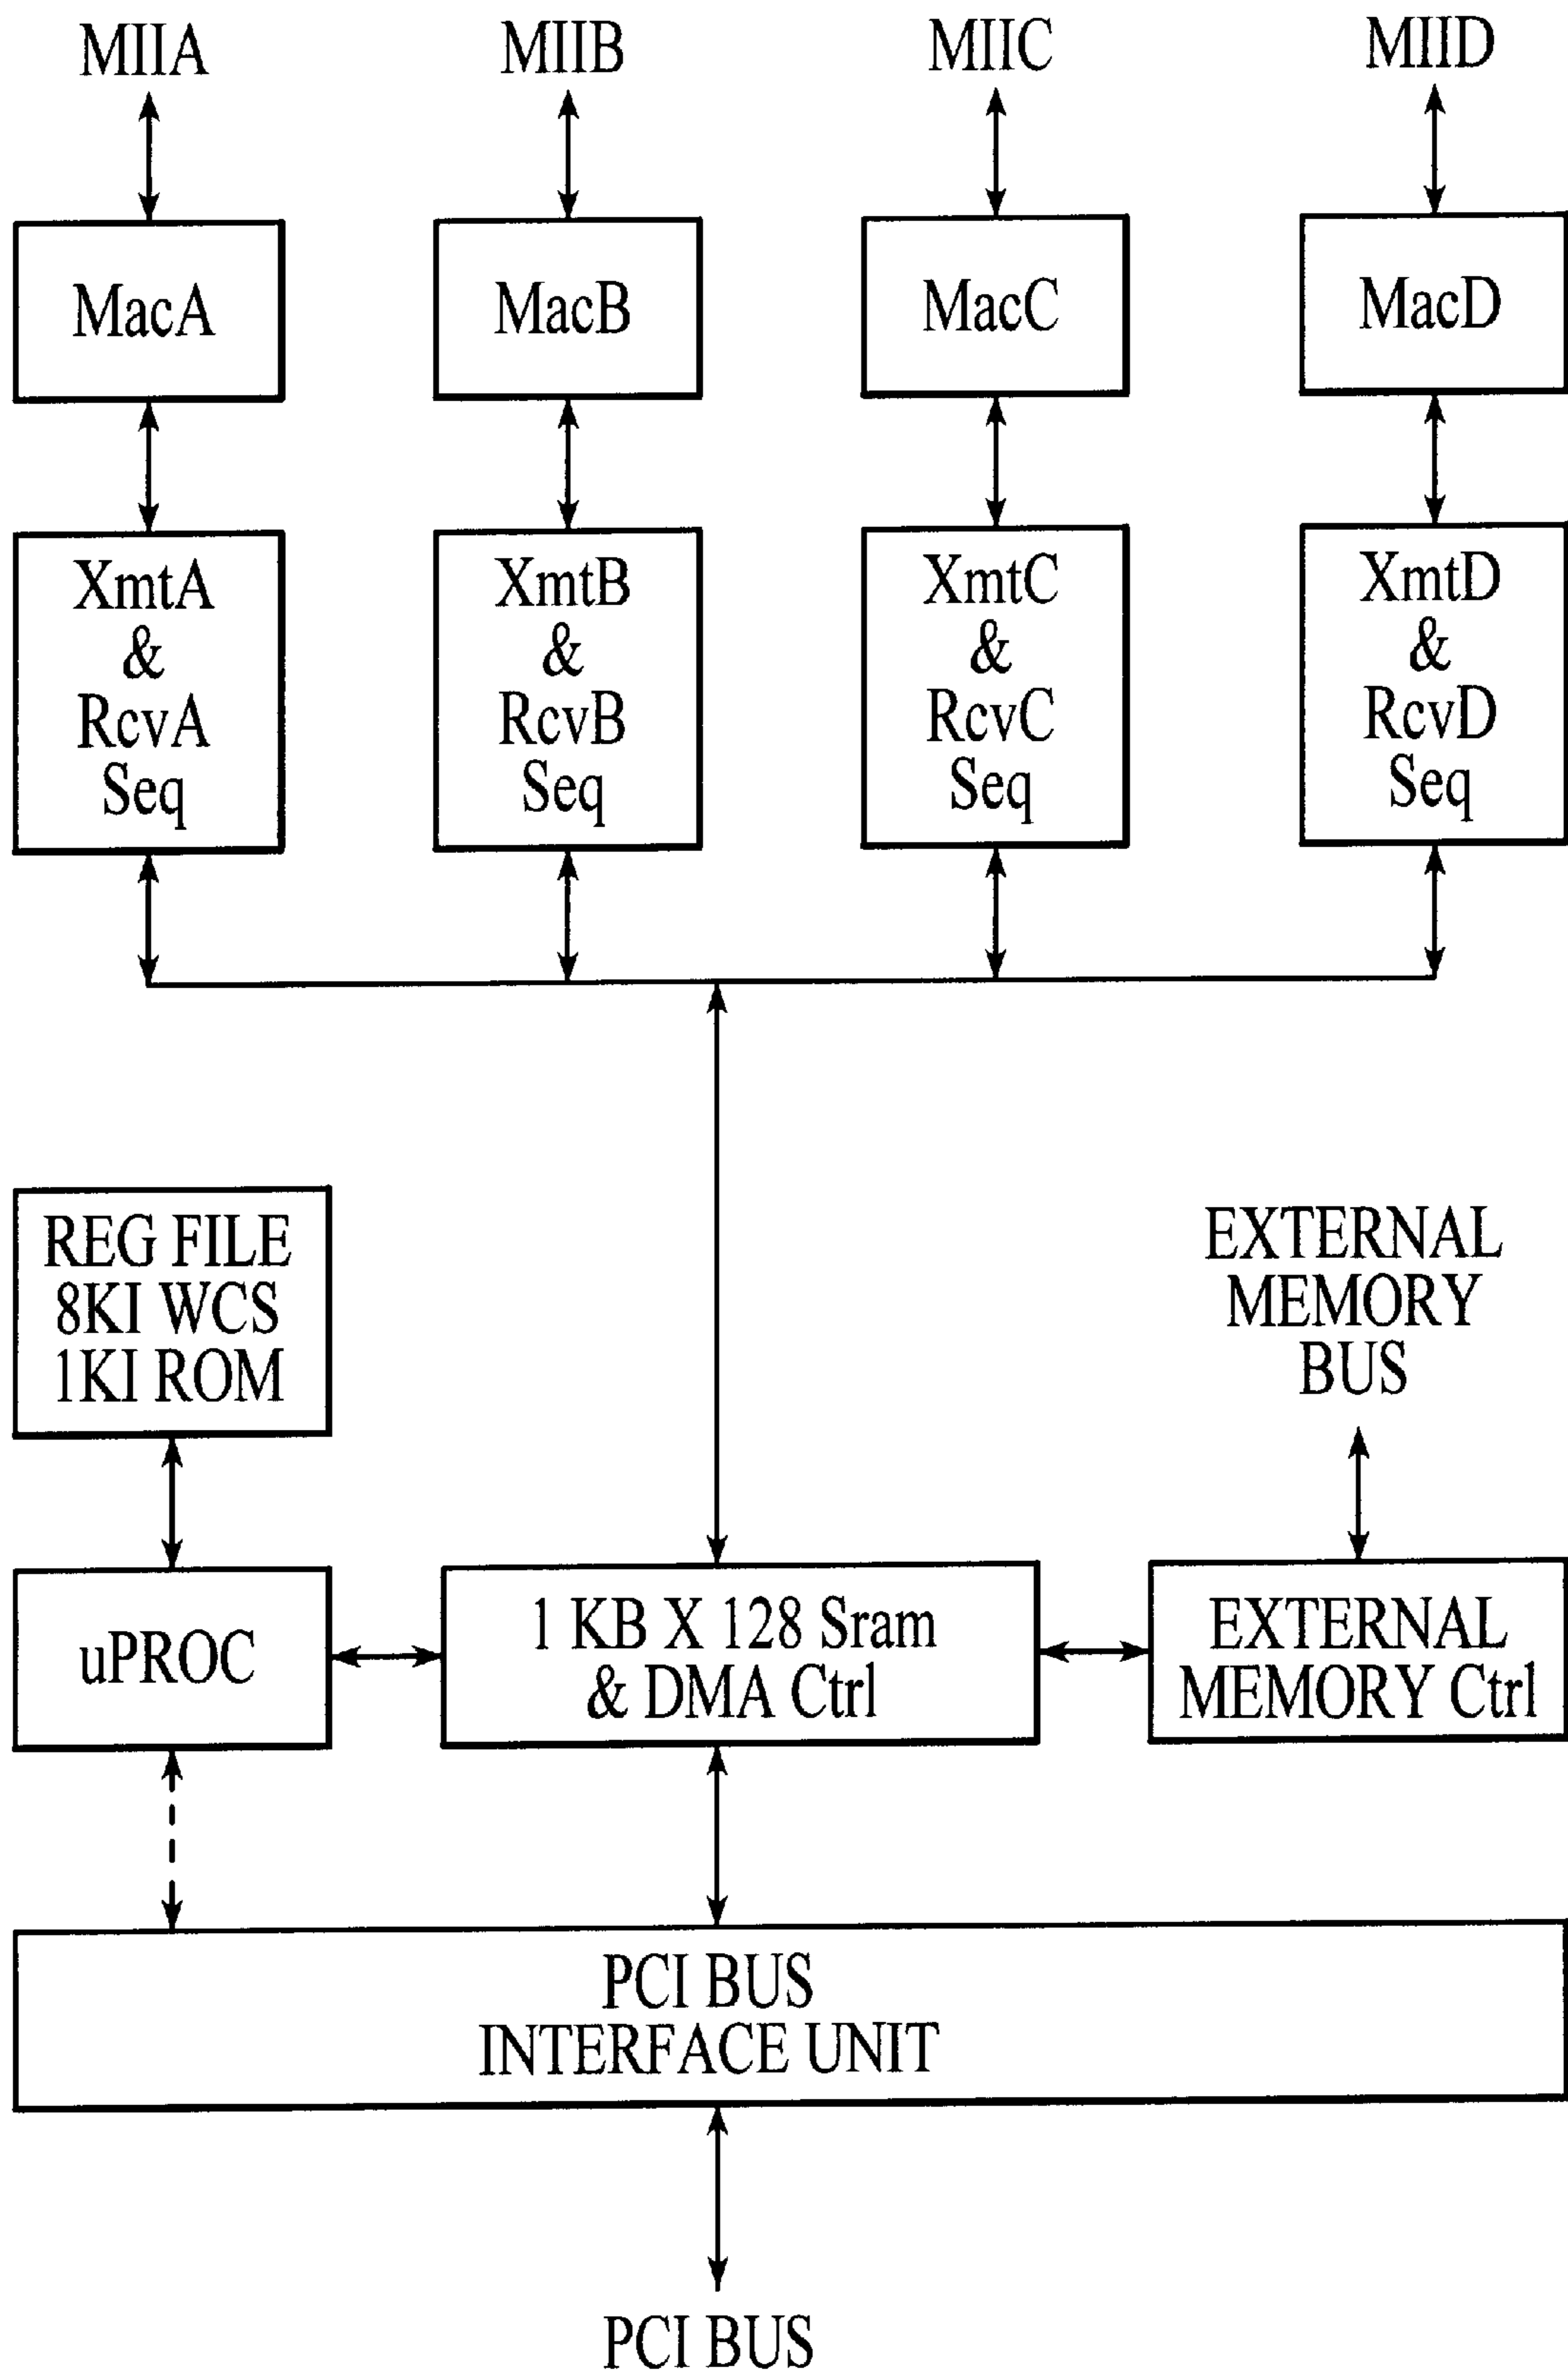 MIIA
MIIB
MIIC
MIID
MacA
MacB
MacC
MacD
XmtA
&
RcvA
Seq
XmtB
&
RcvB
Seq
XmtC
&
RcvC
Seq
XmtD
&
RcvD
Seq
REG FILE
8KI WCS
1KI ROM
EXTERNAL
MEMORY
BUS
uPROC
1 KB X 128 Sram
& DMA Ctrl
EXTERNAL
MEMORY Ctrl
PCI BUS
INTERFACE UNIT
PCI BUS